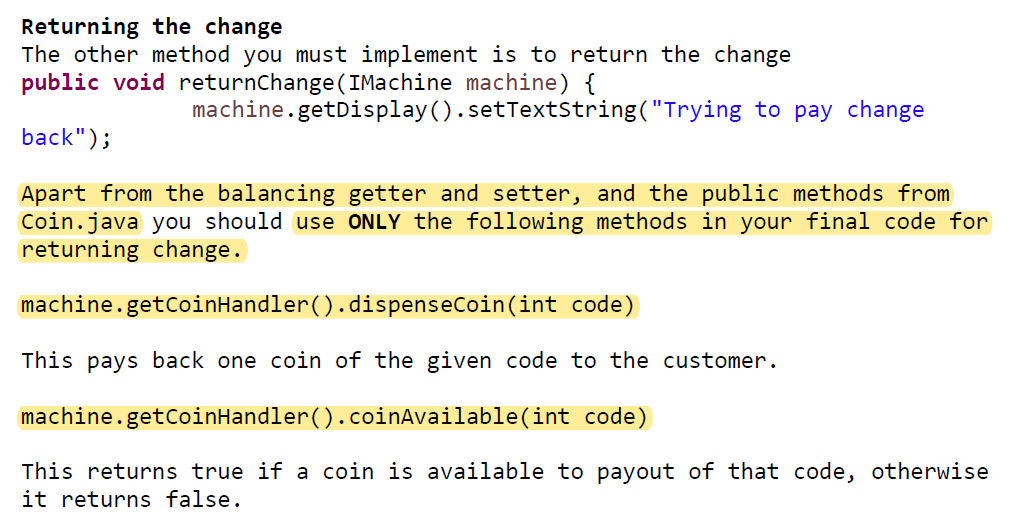 Returning the change
The other method you must implement is to return the change
public void returnChange(IMachine machine) {
machine.getDisplay().setTextString("Trying to pay change
back");
Apart from the balancing getter and setter, and the public methods from
Coin.java you should use ONLY the following methods in your final code for
returning change.
machine.getCoinHandler().dispenseCoin(int code)
This pays back one coin of the given code to the customer.
machine.getCoinHandler().coinAvailable(int code)
This returns true if a coin is available to payout of that code, otherwise
it returns false.